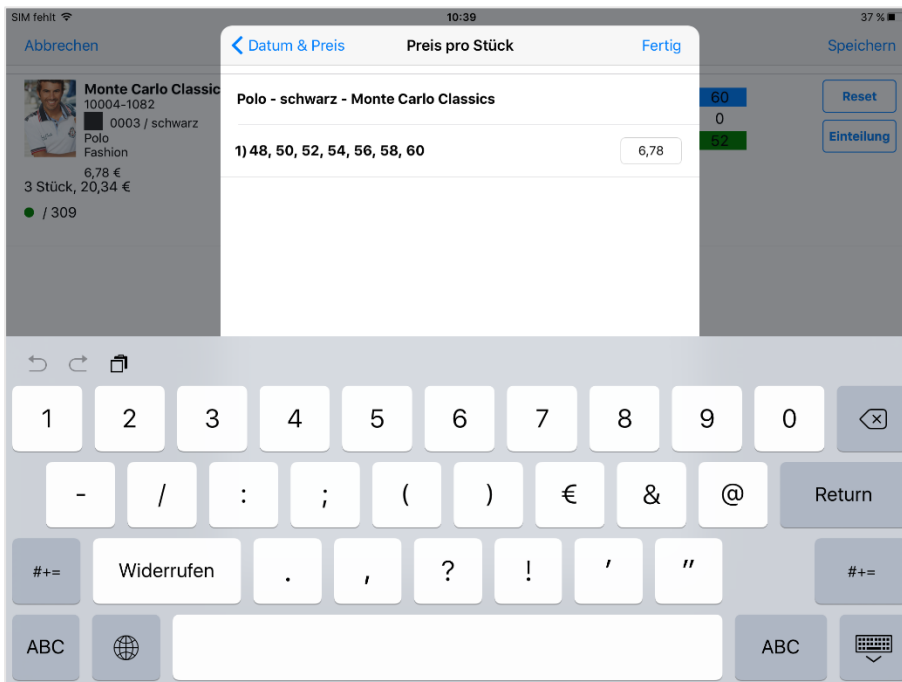 SIM fehlt 10:39 37 %
Abbrechen
Datum & Preis Preis pro Stück Fertig
Speichern
Monte Carlo Classic
10004-1082
0003 / schwarz
Polo
Fashion
6,78 €
3 Stück, 20,34 €
/ 309
Polo - schwarz - Monte Carlo Classics
1) 48, 50, 52, 54, 56, 58, 60 6,78
60
0
52
Reset
Einteilung
1 2 3 4 5 6 7 8 9 0
- / : ; ( ) € & @ Return
#+= Widerrufen . , ? ! ' " #+=
ABC ABC